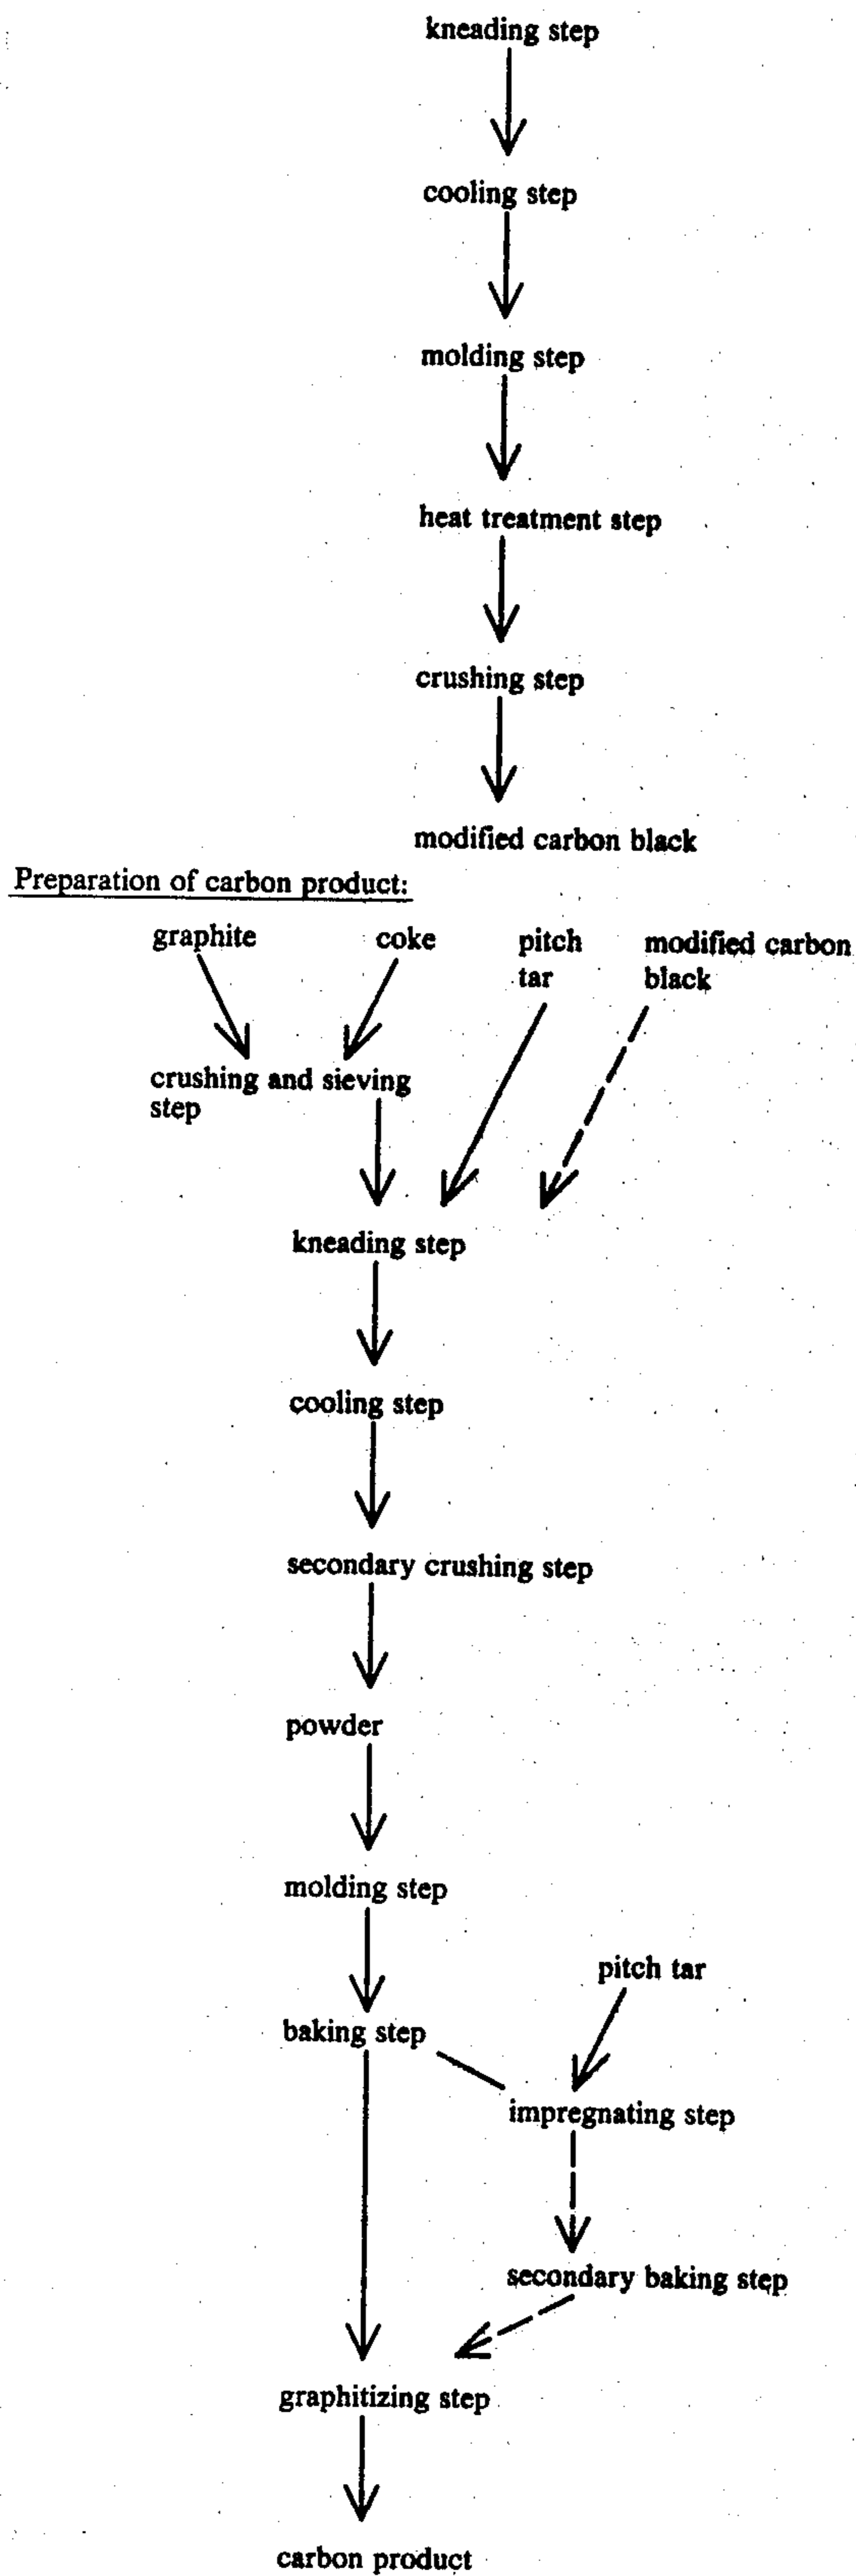 kneading step
cooling step
molding step
heat treatment step
crushing step
modified carbon black
Preparation of carbon product:
graphite
coke
pitch
tar
modified carbon
black
crushing and sieving
step
kneading step
cooling step
secondary crushing step
powder
molding step
pitch tar
baking step
impregnating step
secondary baking step
graphitizing step
carbon product